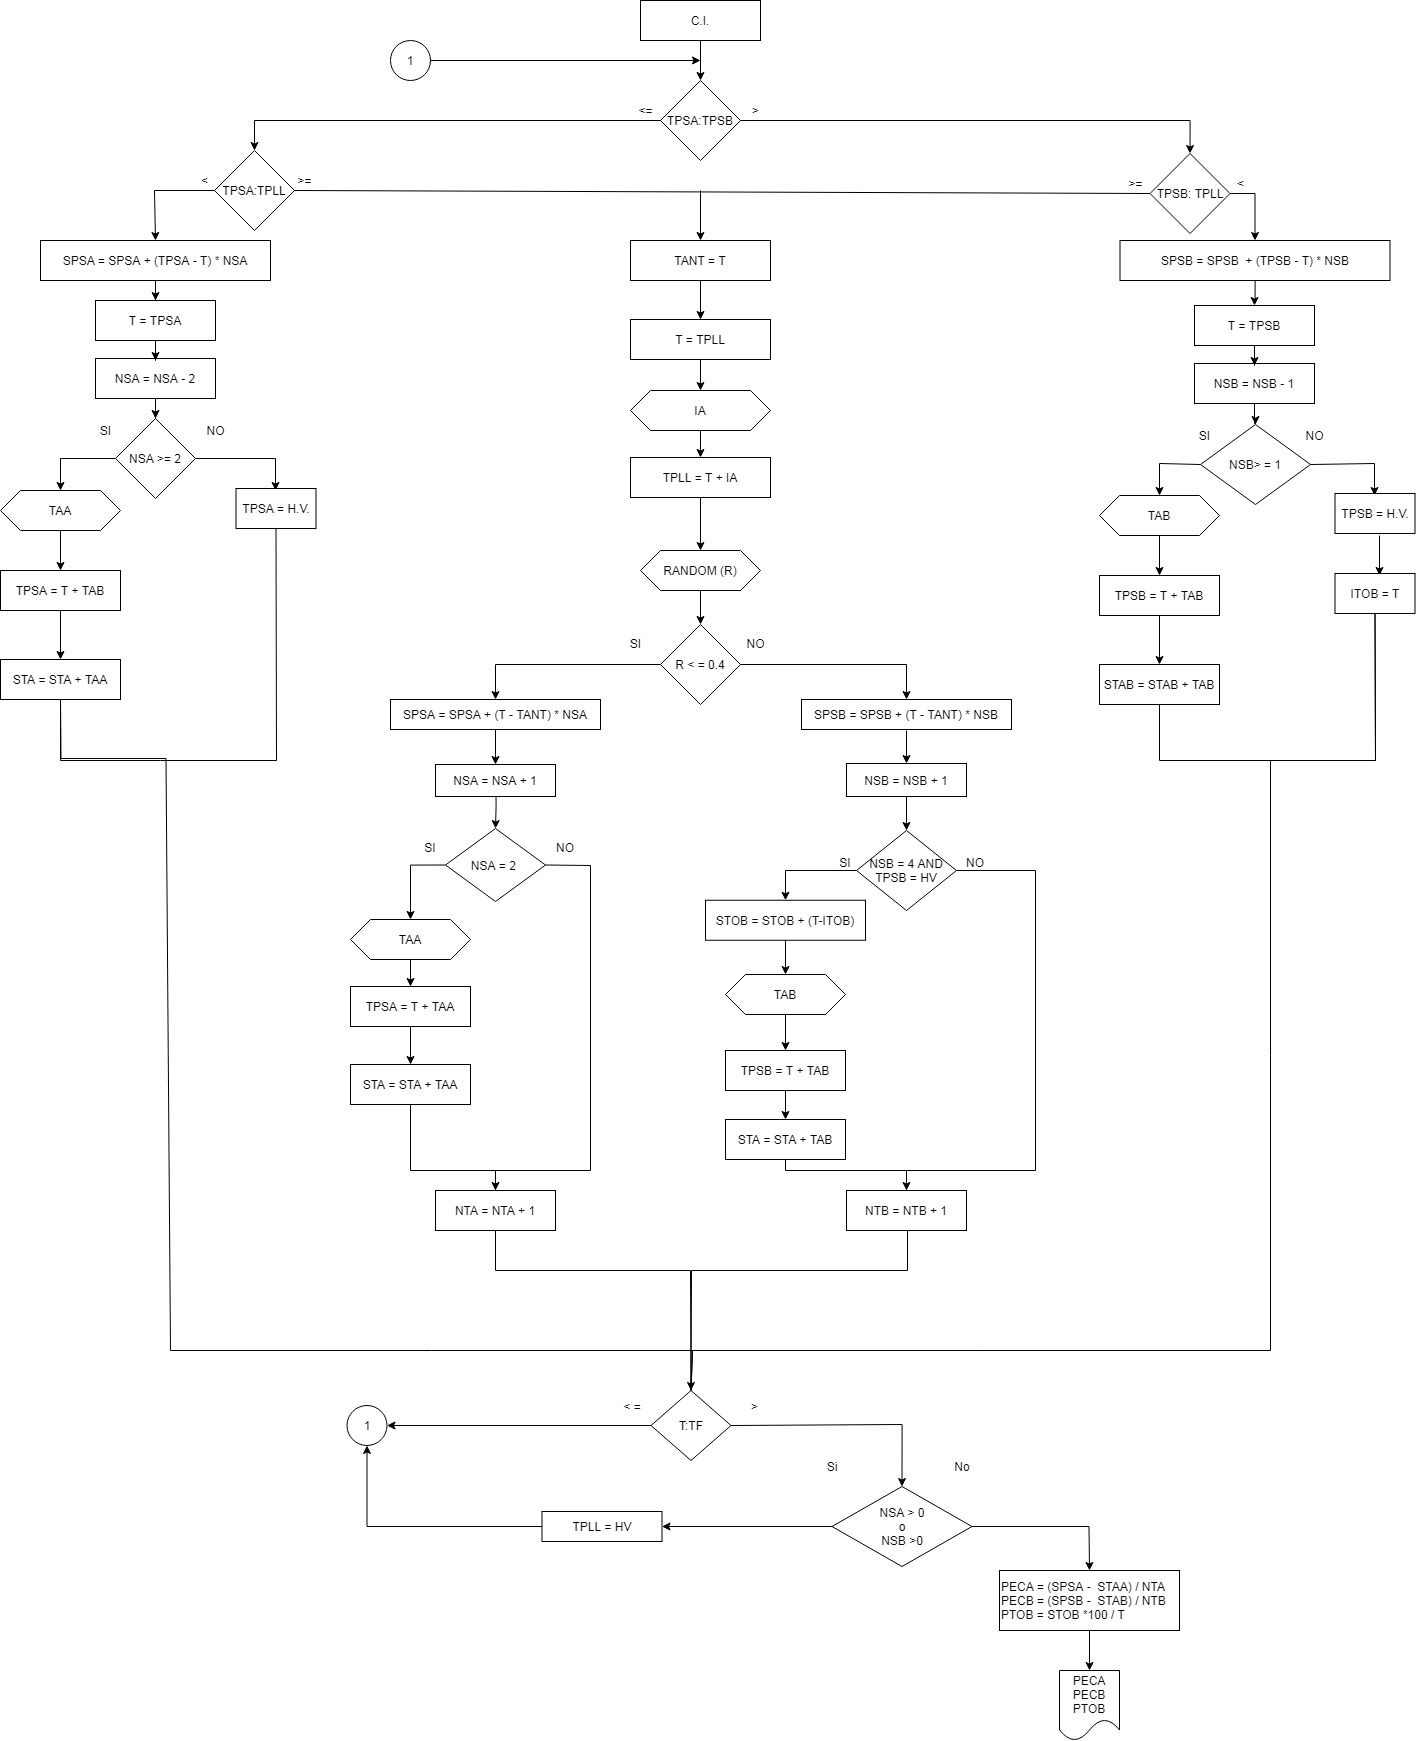 C.I.
1
<=
TPSA:TPSB
>
<
TPSA:TPLL
>=
>=
TPSB: TPLL
<
SPSA = SPSA + (TPSA - T) * NSA
T = TPSA
NSA = NSA - 2
SI
NO
NSA >= 2
TAA
TPSA = H.V.
TPSA = T + TAB
STA = STA + TAA
TANT = T
T = TPLL
IA
TPLL = T + IA
RANDOM (R)
SI
NO
R < = 0.4
SPSA = SPSA + (T - TANT) * NSA
NSA = NSA + 1
SI
NO
NSA = 2
TAA
TPSA = T + TAA
STA = STA + TAA
NTA = NTA + 1
SPSB = SPSB + (T - TANT) * NSB
NSB = NSB + 1
SI
NSB = 4 AND
TPSB = HV
NO
STOB = STOB + (T-ITOB)
TAB
TPSB = T + TAB
STA = STA + TAB
NTB = NTB + 1
SPSB = SPSB + (TPSB - T) * NSB
T = TPSB
NSB = NSB - 1
SI
NO
NSB> = 1
TAB
TPSB = H.V.
TPSB = T + TAB
ITOB = T
STAB = STAB + TAB
< =
T:TF
>
1
Si
No
NSA > 0
o
NSB >0
TPLL = HV
PECA = (SPSA - STAA) / NTA
PECB = (SPSB - STAB) / NTB
PTOB = STOB *100 / T
PECA
PECB
PTOB